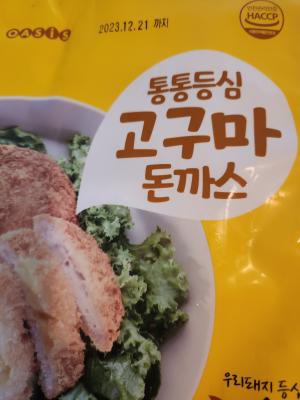 OASIS
2023.12.21 까지
HACCP
통통등심
고구마
돈까스
우리돼지 등심